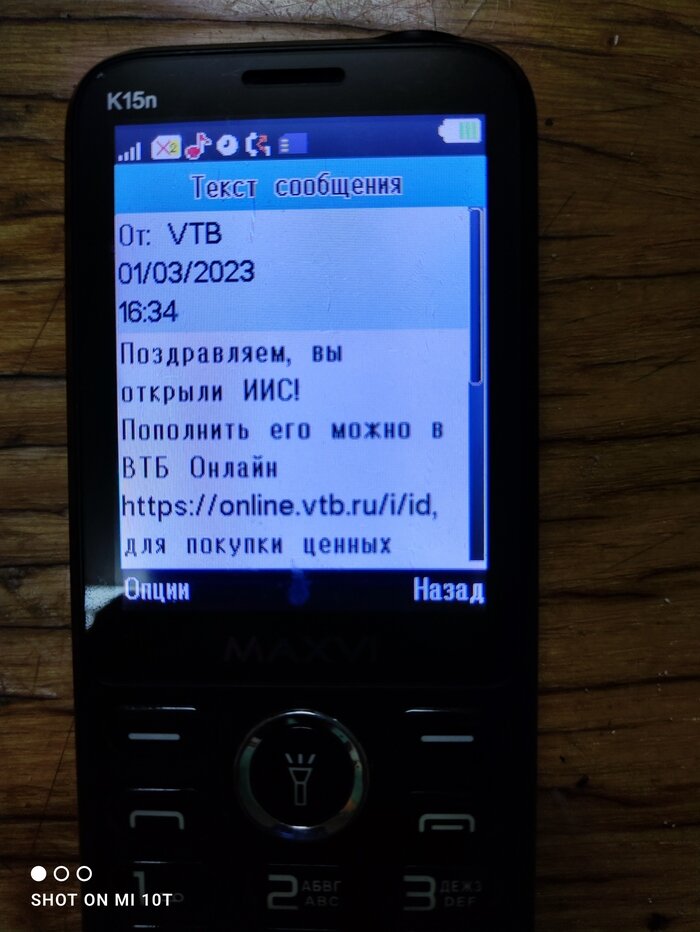 K15n
Текст сообщения
От: VTB
01/03/2023
16:34
Поздравляем, вы
открыли ИИС!
Пополнить его можно в
ВТБ Онлайн
https://online.vtb.ru/i/id,
для покупки ценных
Опции
Назад
MAXVI
1
2 АБВГ
ABC
3 ДЕЖЗ
DEF
SHOT ON MI 10T